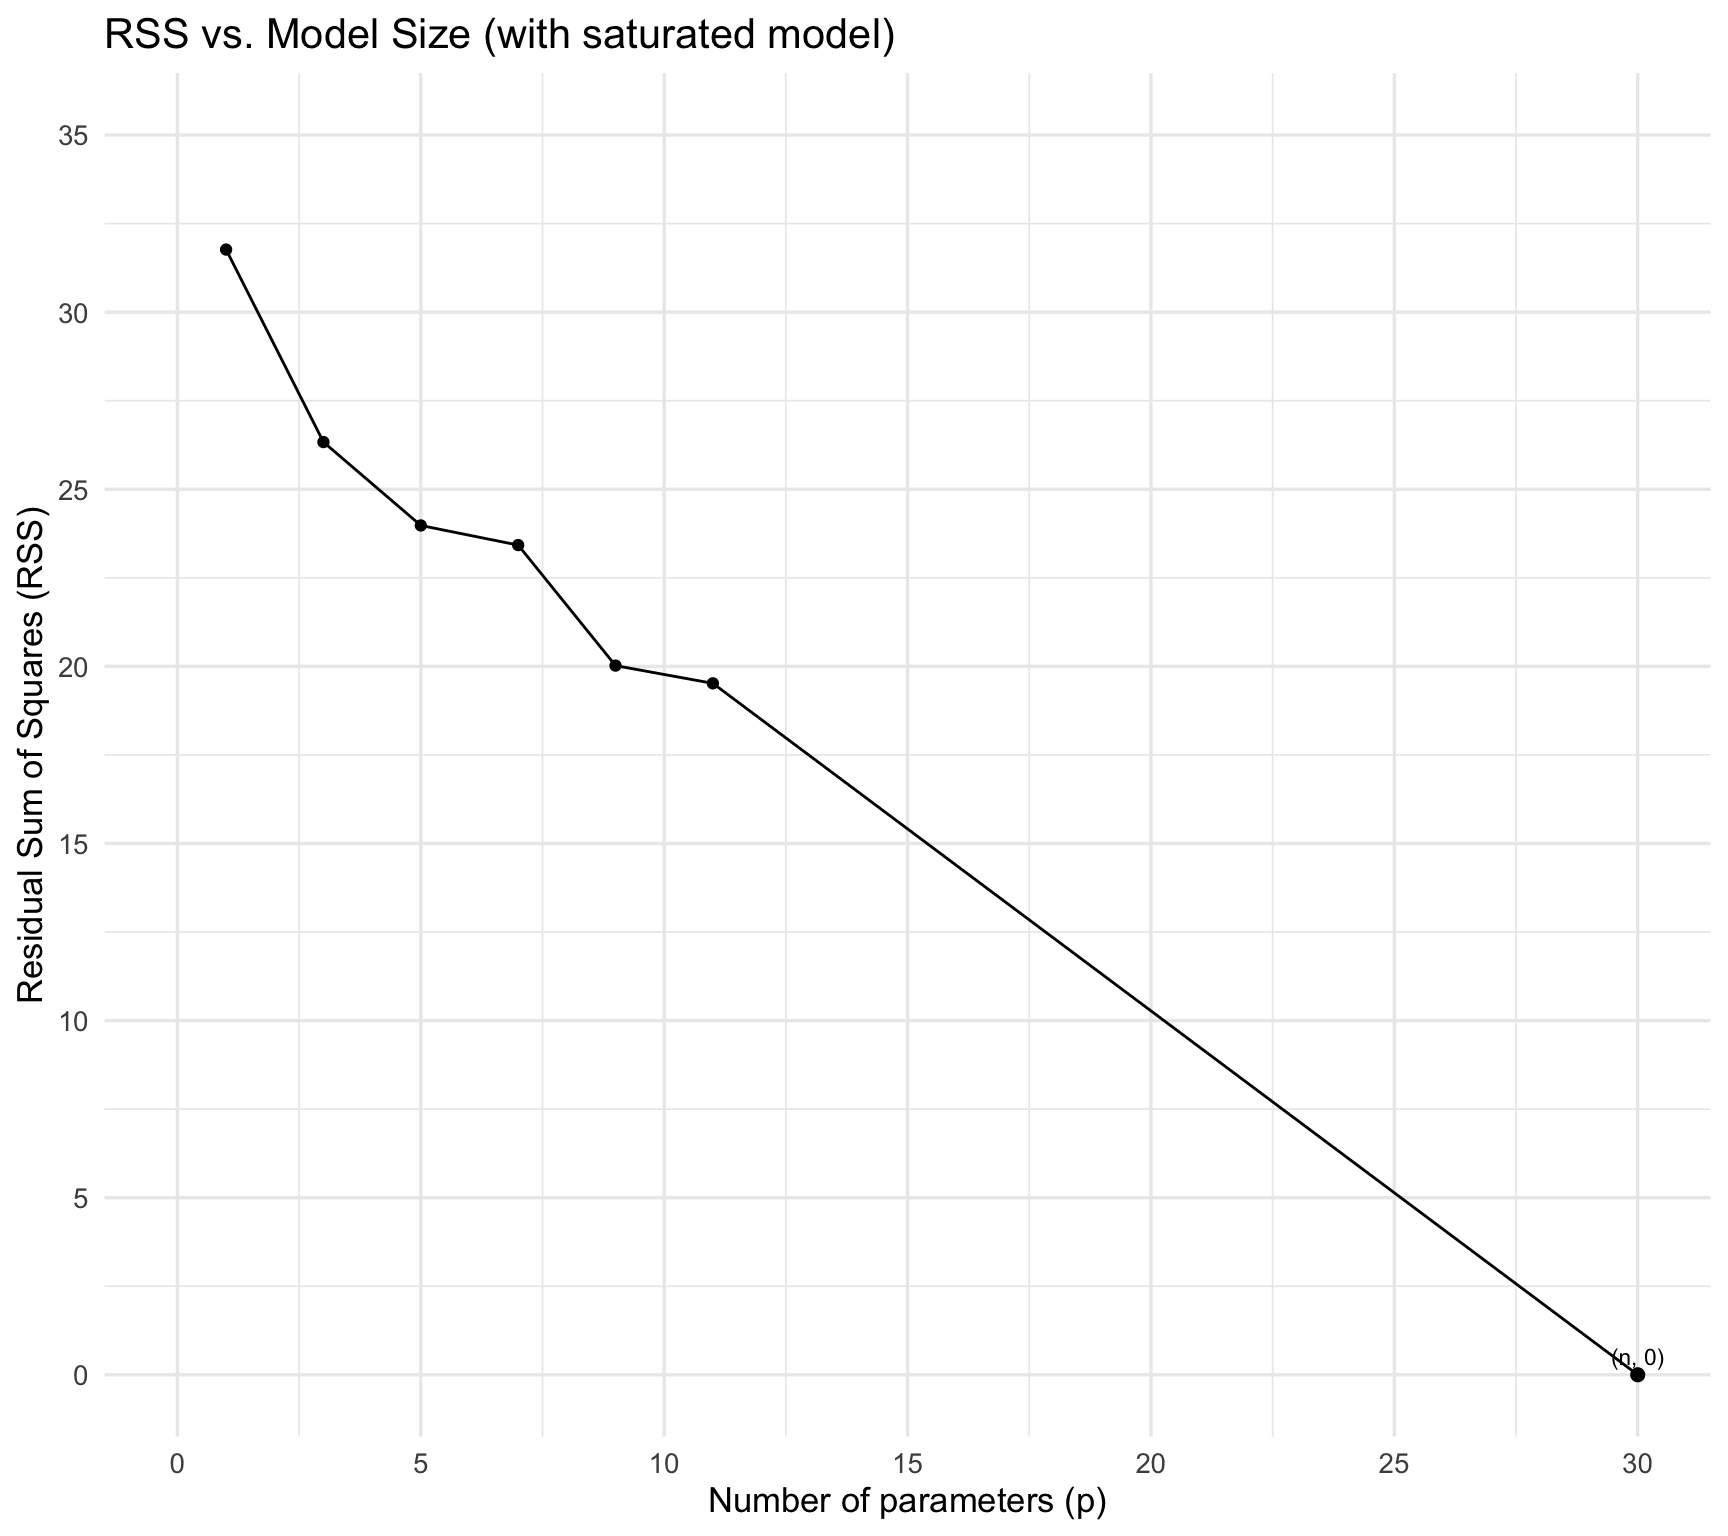 RSS vs. Model Size (with saturated model)
Residual Sum of Squares (RSS)
35
30
25
20
15
10
5
0
(n, 0)
0 5 10 15 20 25 30
Number of parameters (p)